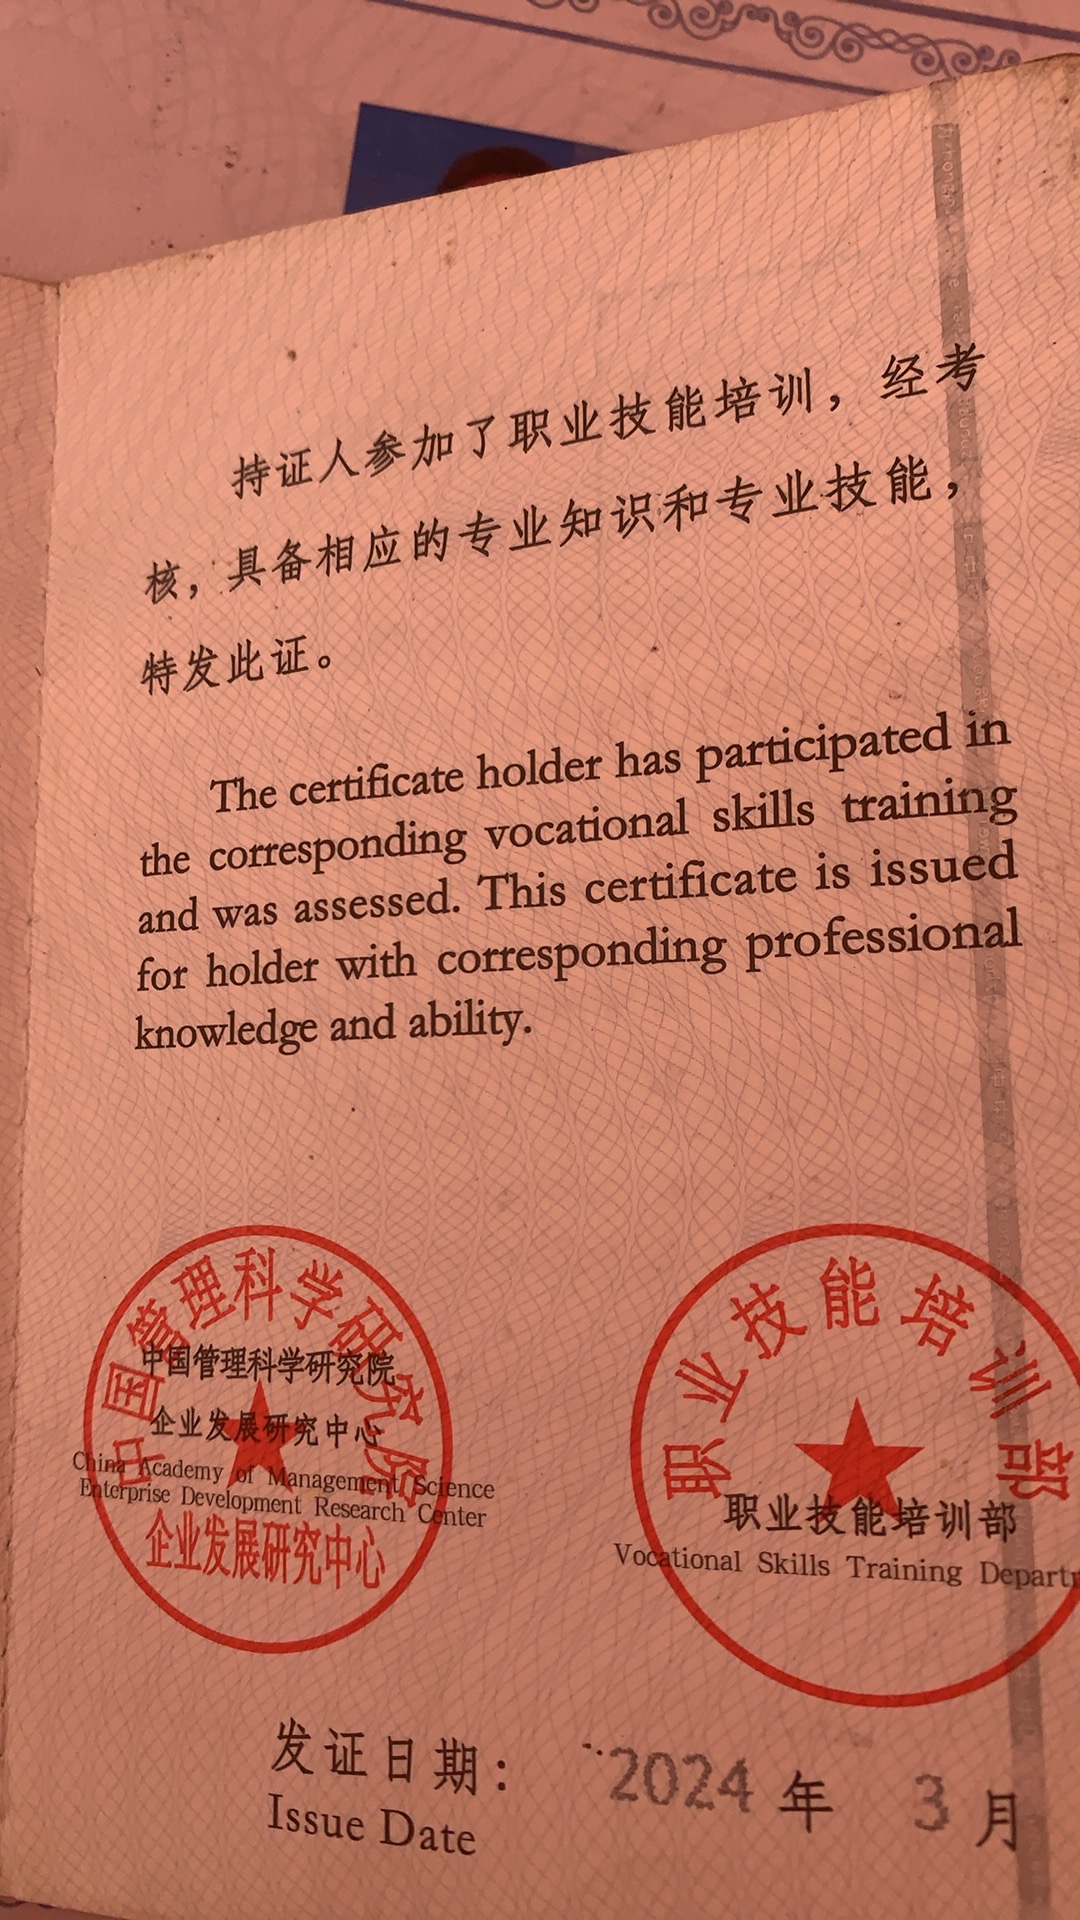 持证人参加了职业技能培训，经考
核，具备相应的专业知识和专业技能，
特发此证。
The certificate holder has participated in
the corresponding vocational skills training
and was assessed. This certificate is issued
for holder with corresponding professional
knowledge and ability.
中国管理科学研究院
中国管理科学研究院
企业发展研究中心
China Academy of Management Science
Enterprise Development Research Center
企业发展研究中心
职业技能培训部
职业技能培训部
Vocational Skills Training
发证日期： 2024 年 3 月
Issue Date